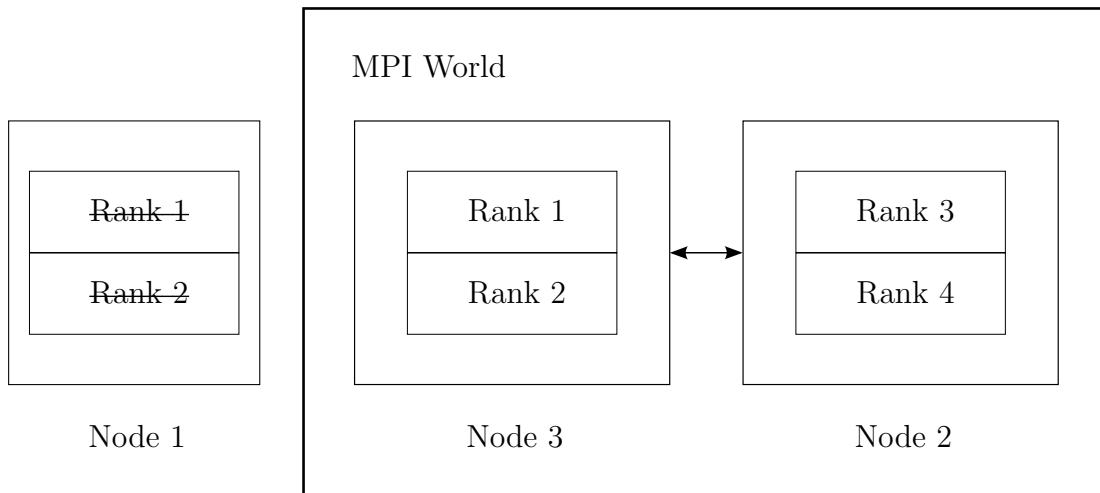 MPI World
Rank 1
Rank 2
Node 1
Rank 1
Rank 2
Node 3
Rank 3
Rank 4
Node 2